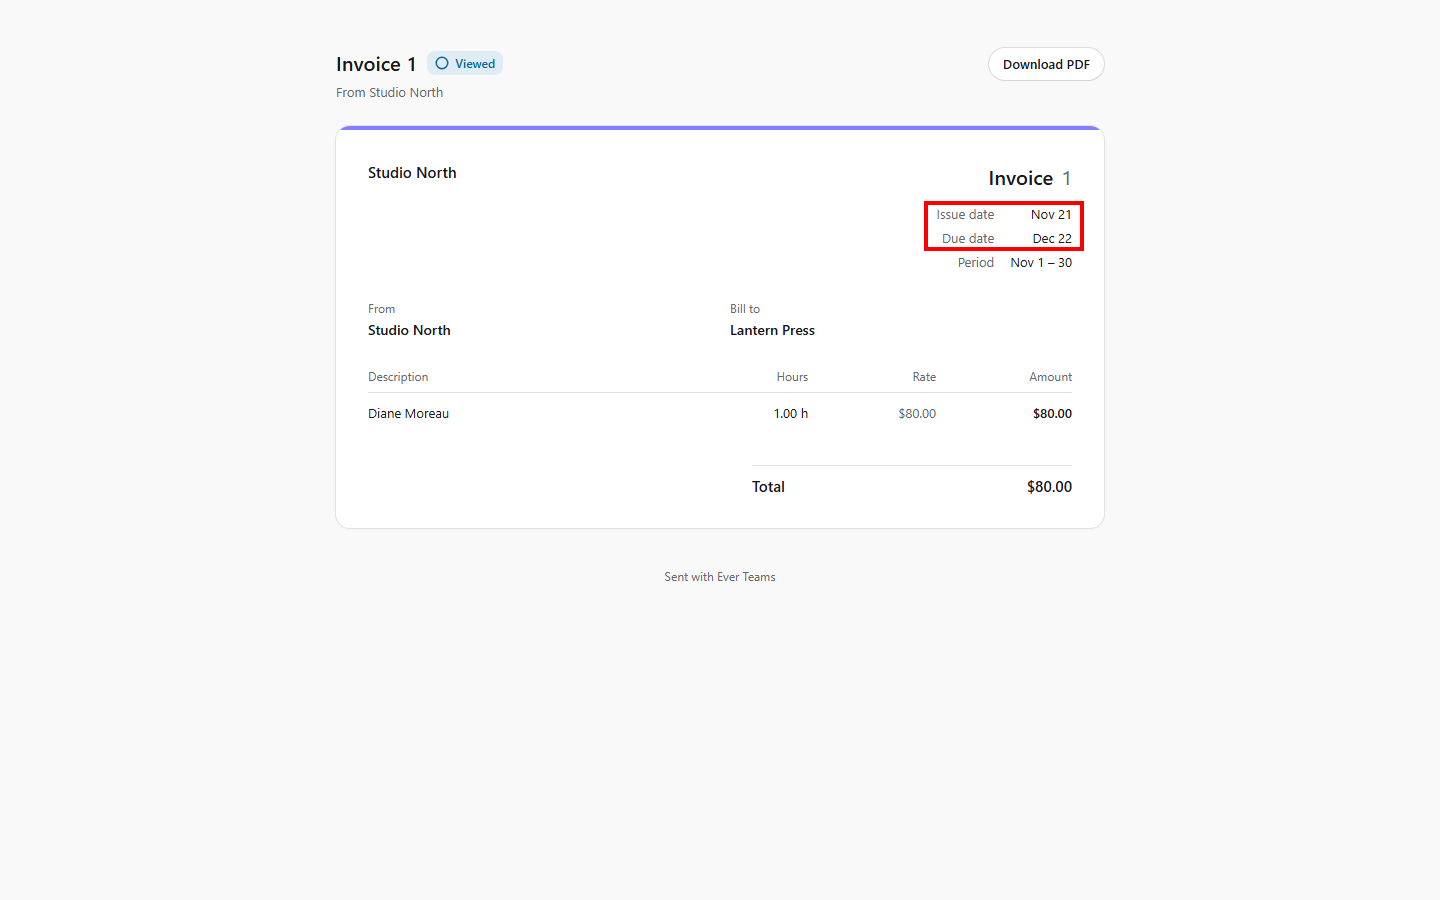 Invoice 1 Viewed
Download PDF
From Studio North
Studio North
Invoice 1
Issue date Nov 21
Due date Dec 22
Period Nov 1 – 30
From
Bill to
Studio North
Lantern Press
Description Hours Rate Amount
Diane Moreau 1.00 h $80.00 $80.00
Total $80.00
Sent with Ever Teams